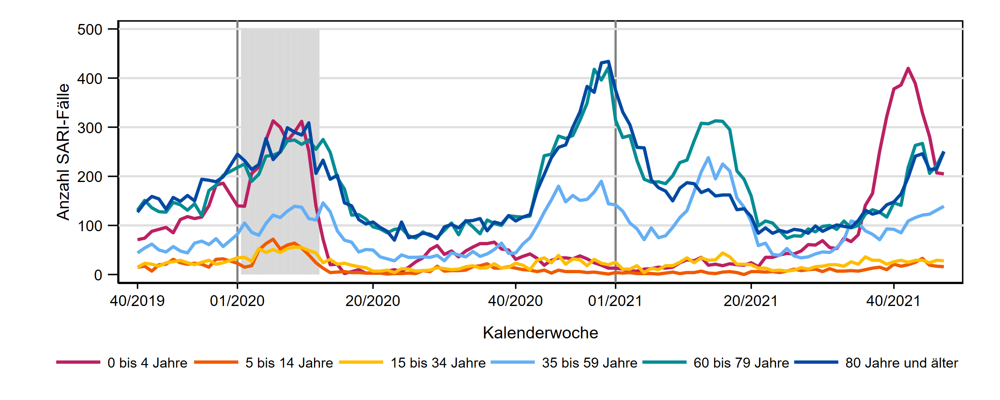 500
400
300
200
100
0
Anzahl SARI-Fälle
40/2019 01/2020 20/2020 40/2020 01/2021 20/2021 40/2021
Kalenderwoche
0 bis 4 Jahre 5 bis 14 Jahre 15 bis 34 Jahre 35 bis 59 Jahre 60 bis 79 Jahre 80 Jahre und älter